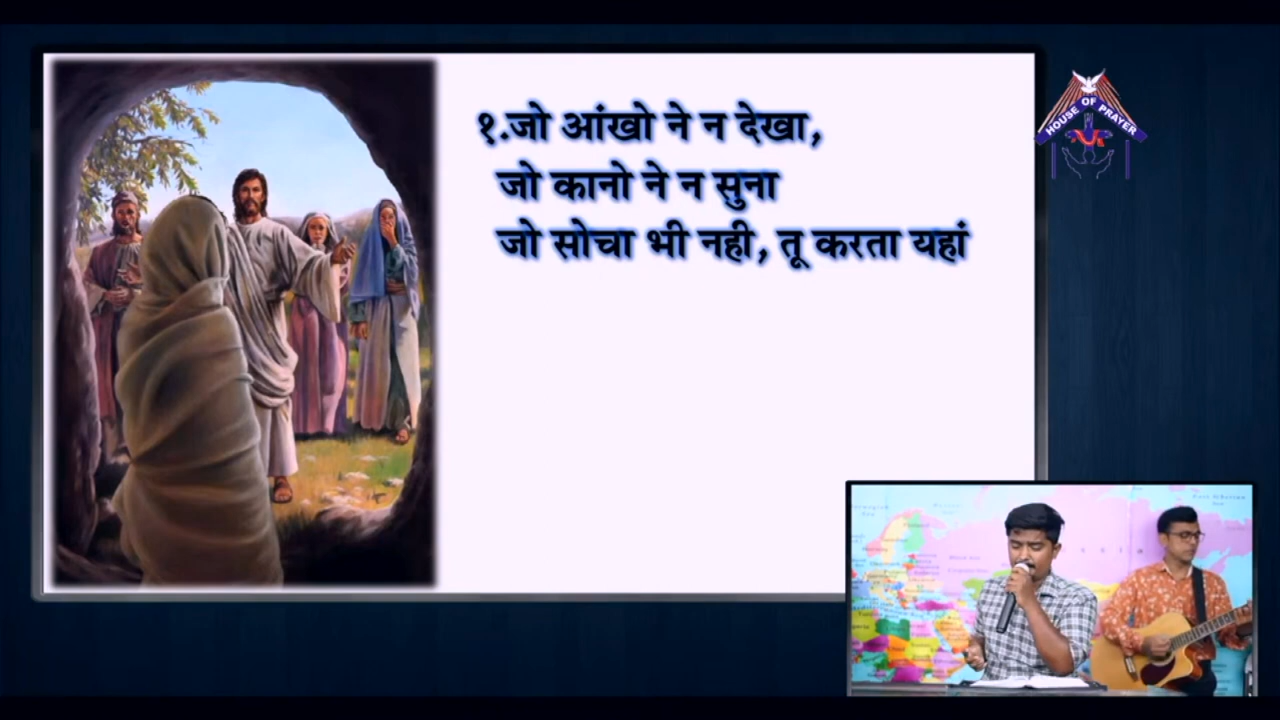 १.जो आंखो ने न देखा,
जो कानो ने न सुना
जो सोचा भी नही, तू करता यहां
HOUSE OF PRAYER